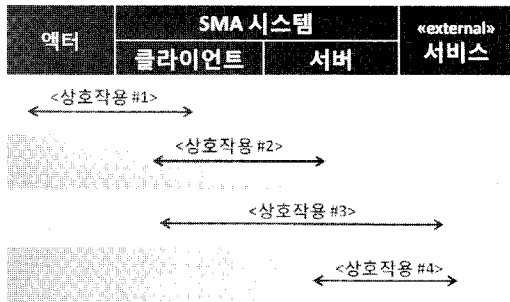 액터
SMA 시스템
«external»
서비스
클라이언트
서버
<상호작용 #1>
<상호작용 #2>
<상호작용 #3>
<상호작용 #4>